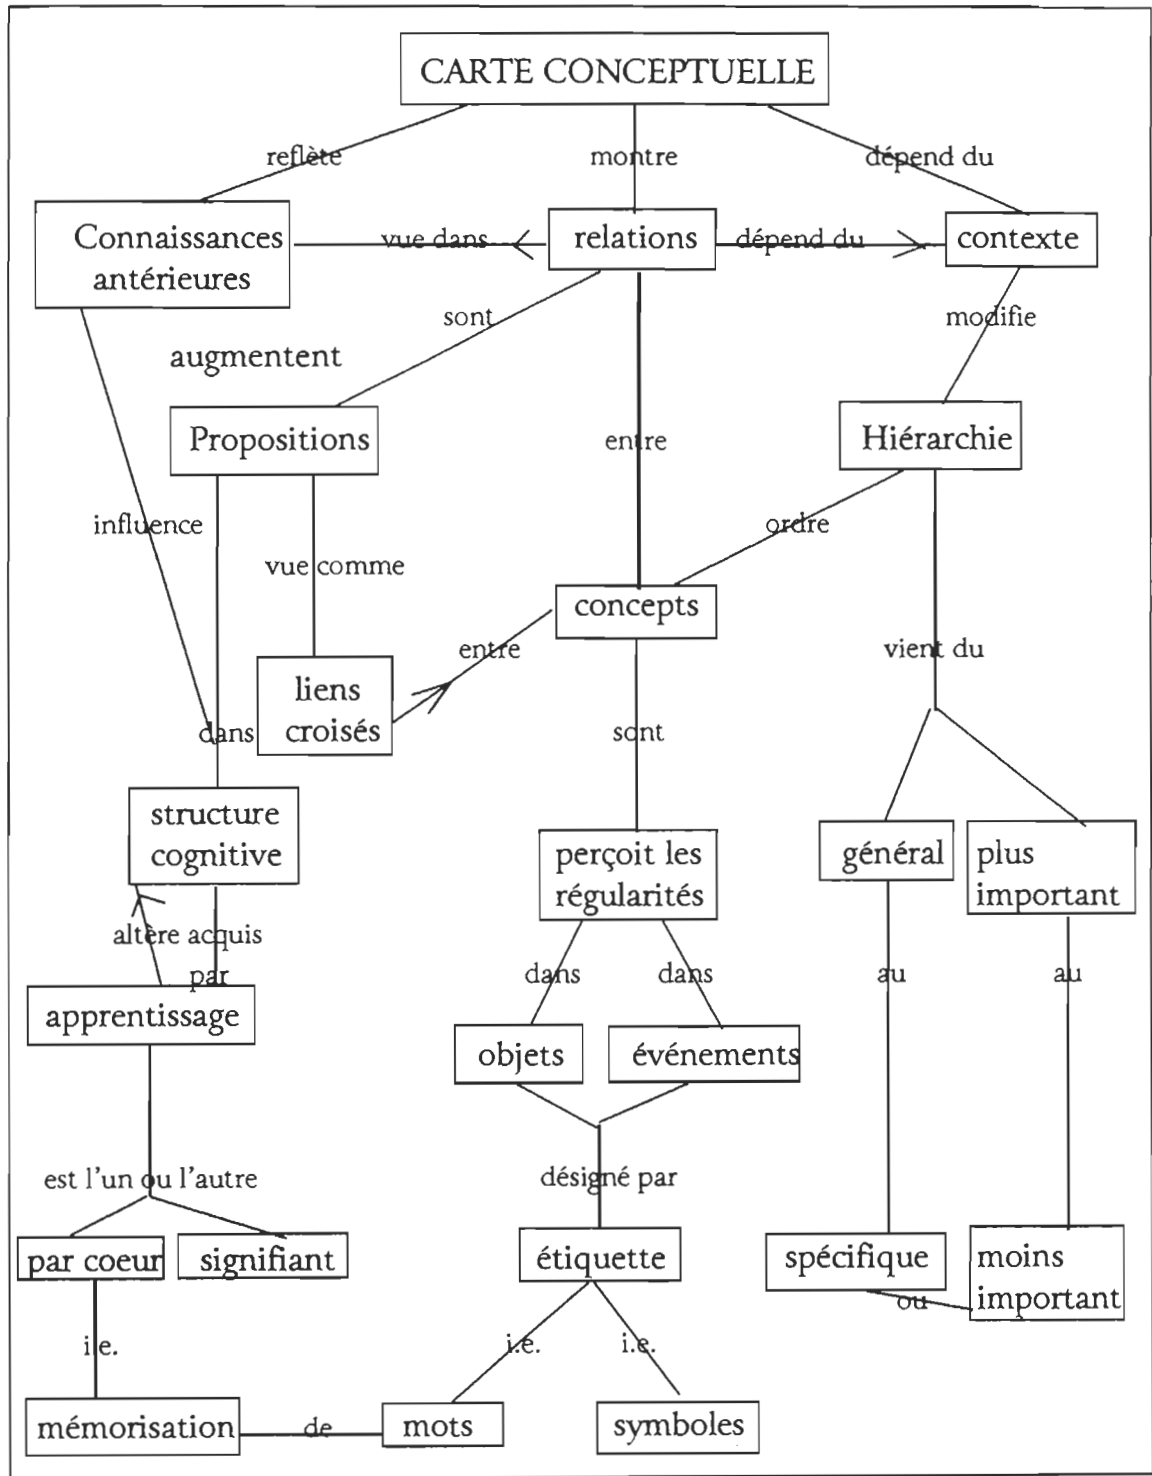 CARTE CONCEPTUELLE
reflète
montre
dépend du
Connaissances
antérieures
vue dans
relations
dépend du
contexte
sont
modifie
augmentent
Propositions
entre
Hiérarchie
influence
ordre
vue comme
concepts
entre
vient du
liens
croisés
dans
sont
structure
cognitive
perçoit les
régularités
général
plus
important
altère acquis
par
dans
dans
au
au
apprentissage
objets
événements
est l'un ou l'autre
désigné par
par coeur
signifiant
étiquette
spécifique
moins
important
ou
i.e.
i.e.
i.e.
mémorisation
de
mots
symboles